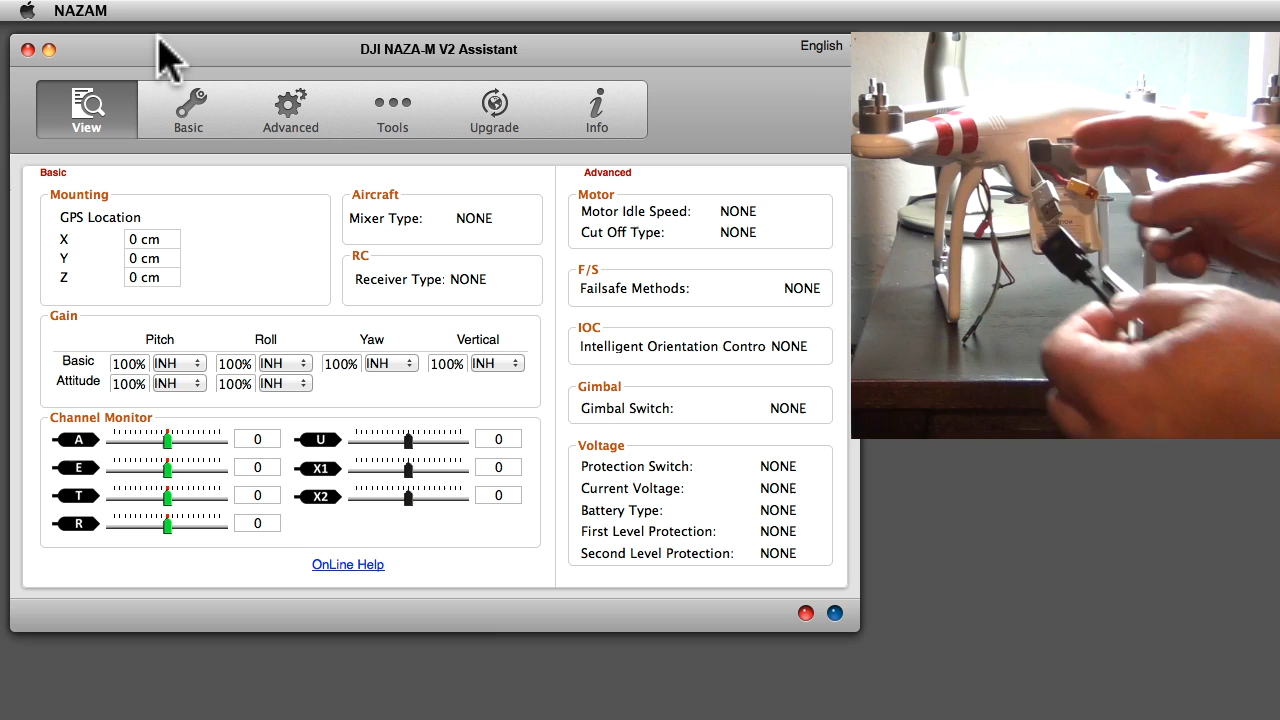 NAZAM
DJI NAZA-M V2 Assistant
English
View
Basic
Advanced
Tools
Upgrade
Info
Basic
Mounting
GPS Location
X 0 cm
Y 0 cm
Z 0 cm
Aircraft
Mixer Type: NONE
RC
Receiver Type: NONE
Gain
Pitch Roll Yaw Vertical
Basic 100% INH 100% INH 100% INH 100% INH
Attitude 100% INH 100% INH
Channel Monitor
A 0 U 0
E 0 X1 0
T 0 X2 0
R 0
OnLine Help
Advanced
Motor
Motor Idle Speed: NONE
Cut Off Type: NONE
F/S
Failsafe Methods: NONE
IOC
Intelligent Orientation Contro NONE
Gimbal
Gimbal Switch: NONE
Voltage
Protection Switch: NONE
Current Voltage: NONE
Battery Type: NONE
First Level Protection: NONE
Second Level Protection: NONE